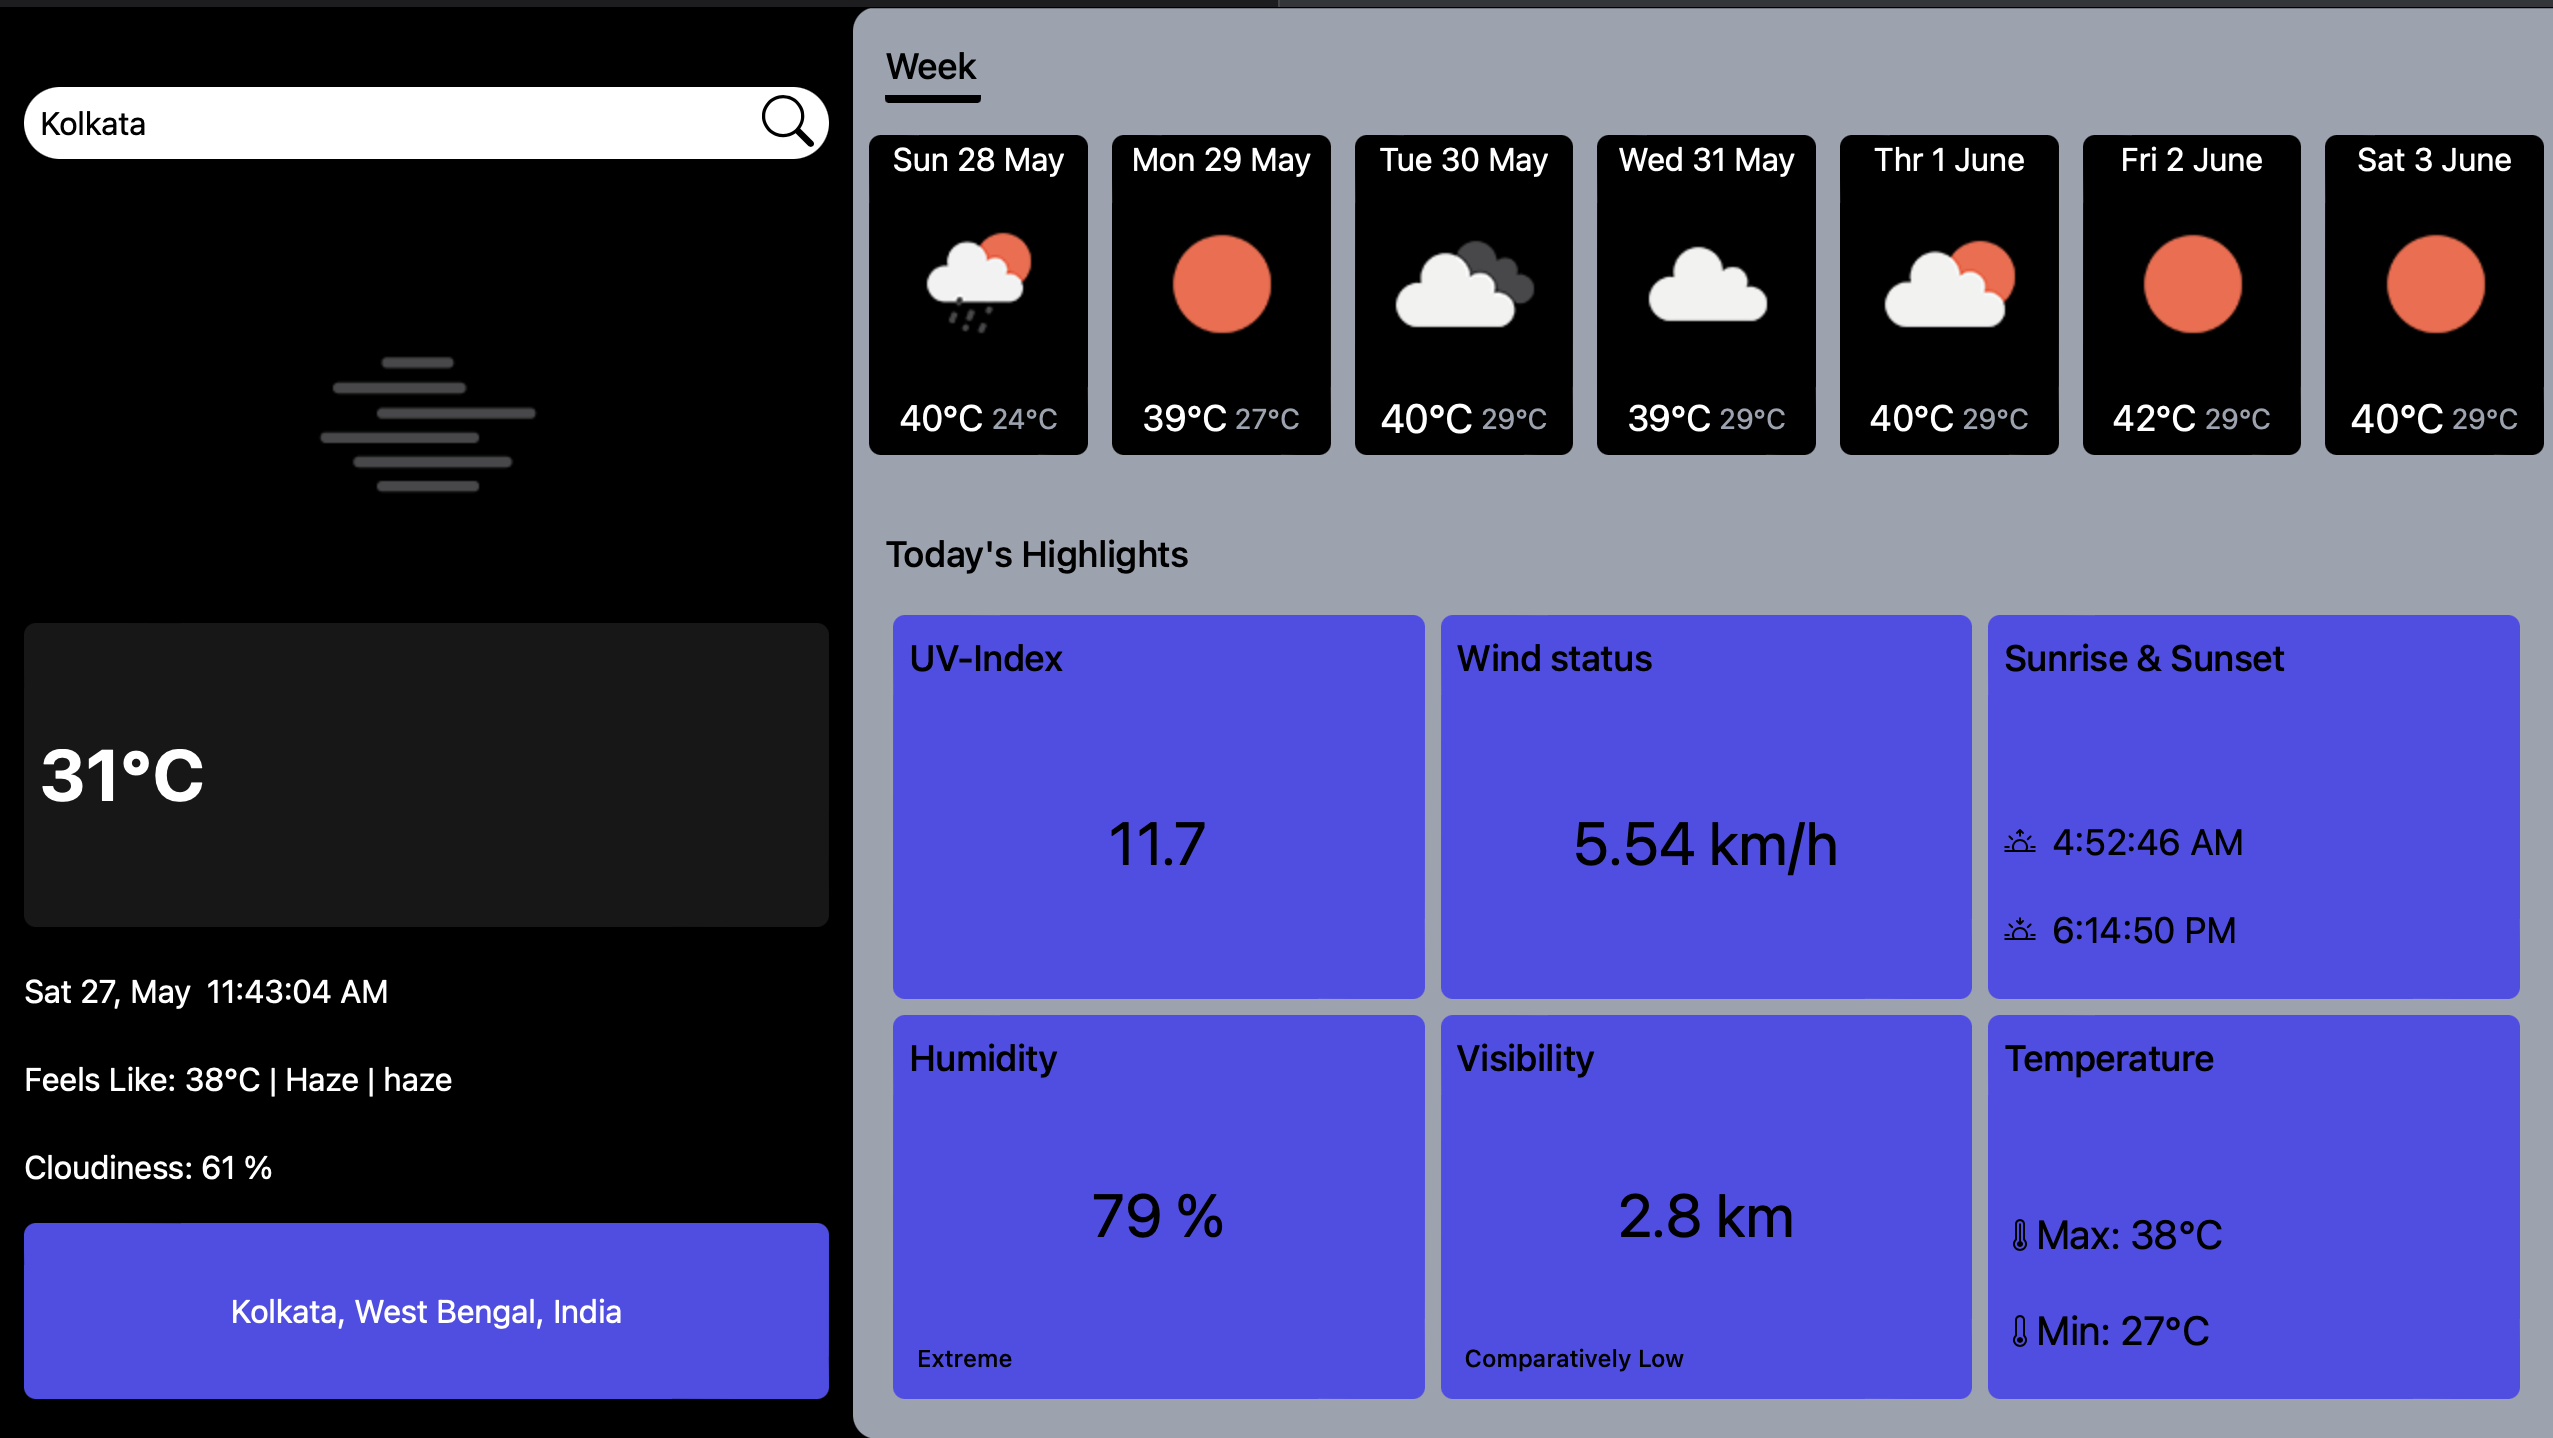 Kolkata
31°C
Sat 27, May 11:43:04 AM
Feels Like: 38°C | Haze | haze
Cloudiness: 61 %
Kolkata, West Bengal, India
Week
Sun 28 May
40°C 24°C
Mon 29 May
39°C 27°C
Tue 30 May
40°C 29°C
Wed 31 May
39°C 29°C
Thr 1 June
40°C 29°C
Fri 2 June
42°C 29°C
Sat 3 June
40°C 29°C
Today's Highlights
UV-Index
11.7
Wind status
5.54 km/h
Sunrise & Sunset
4:52:46 AM
6:14:50 PM
Humidity
79 %
Extreme
Visibility
2.8 km
Comparatively Low
Temperature
Max: 38°C
Min: 27°C